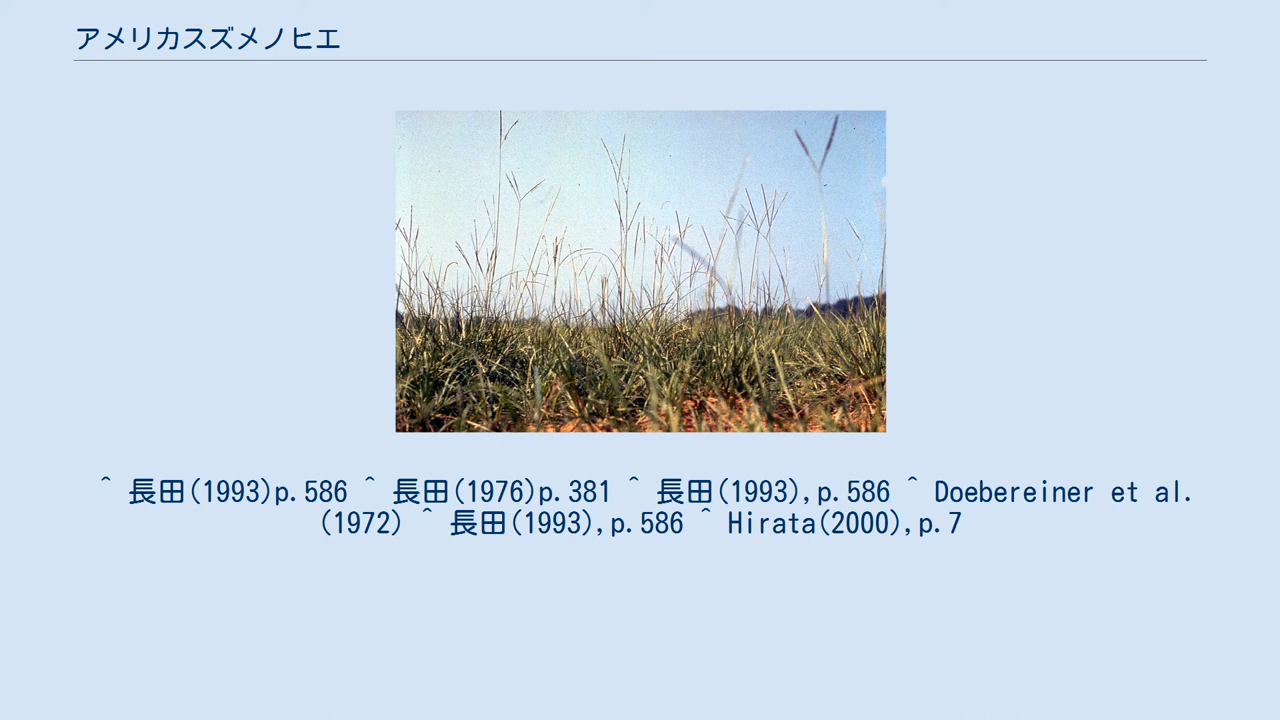 アメリカスズメノヒエ
^ 長田(1993)p.586 ^ 長田(1976)p.381 ^ 長田(1993),p.586 ^ Doebereiner et al.
(1972) ^ 長田(1993),p.586 ^ Hirata(2000),p.7